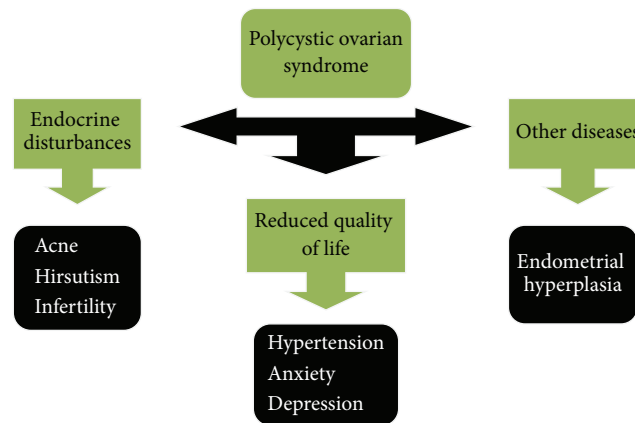 Polycystic ovarian
syndrome
Endocrine
disturbances
Acne
Hirsutism
Infertility
Reduced quality
of life
Hypertension
Anxiety
Depression
Other diseases
Endometrial
hyperplasia